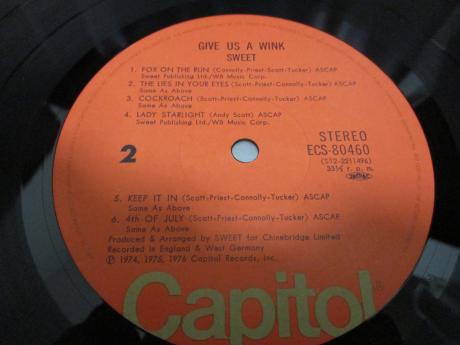 GIVE US A WINK
SWEET
1. FOX ON THE RUN (Connolly-Priest-Scott-Tucker) ASCAP
Sweet Publishing Ltd./WB Music Corp.
2. THE LIES IN YOUR EYES (Scott-Priest-Connolly-Tucker) ASCAP
Same As Above
3. COCKROACH (Scott-Priest-Connolly-Tucker) ASCAP
Same As Above
4. LADY STARLIGHT (Andy Scott) ASCAP
Sweet Publishing Ltd./WB Music Corp.
2
STEREO
ECS-80460
(ST2-2211496)
33⅓ r.p.m.
5. KEEP IT IN (Scott-Priest-Connolly-Tucker) ASCAP
Same As Above
6. 4th OF JULY (Scott-Priest-Connolly-Tucker) ASCAP
Same As Above
Produced & Arranged by SWEET for Chinnebridge Limited
Recorded in England & West Germany
Ⓟ 1974, 1975, 1976 Capitol Records, Inc.
Capitol